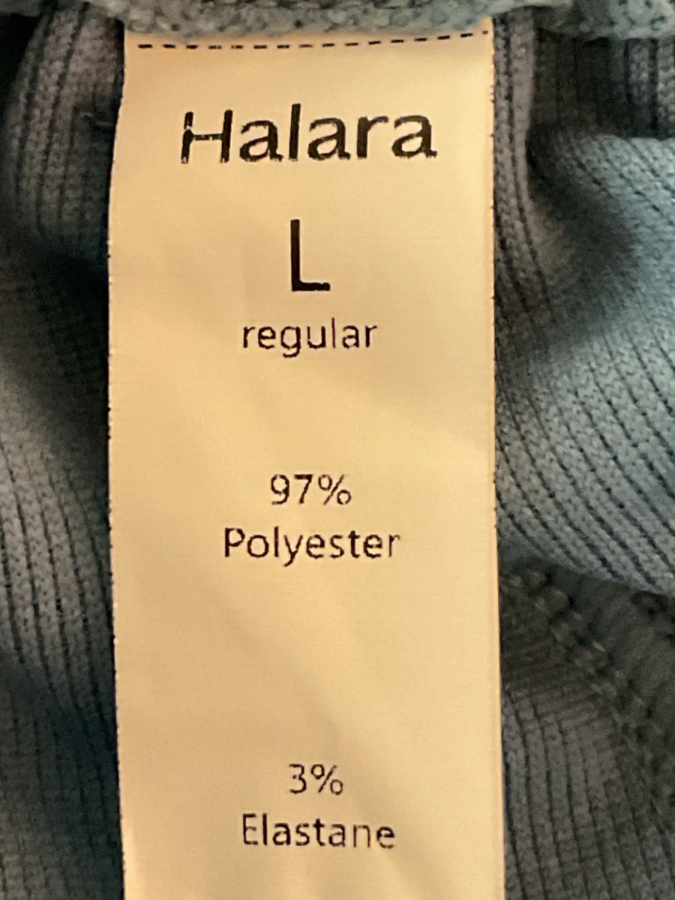 Halara
L
regular
97%
Polyester
3%
Elastane